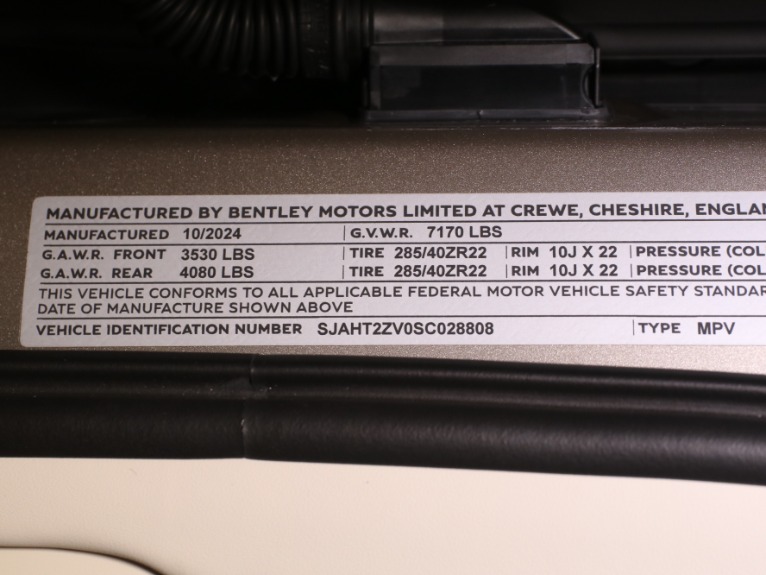 MANUFACTURED BY BENTLEY MOTORS LIMITED AT CREWE, CHESHIRE, ENGLAN
MANUFACTURED 10/2024 G.V.W.R. 7170 LBS
G.A.W.R. FRONT 3530 LBS TIRE 285/40ZR22 RIM 10J X 22 PRESSURE (COL
G.A.W.R. REAR 4080 LBS TIRE 285/40ZR22 RIM 10J X 22 PRESSURE (COL
THIS VEHICLE CONFORMS TO ALL APPLICABLE FEDERAL MOTOR VEHICLE SAFETY STANDAR
DATE OF MANUFACTURE SHOWN ABOVE
VEHICLE IDENTIFICATION NUMBER SJAHT2ZV0SC028808 TYPE MPV